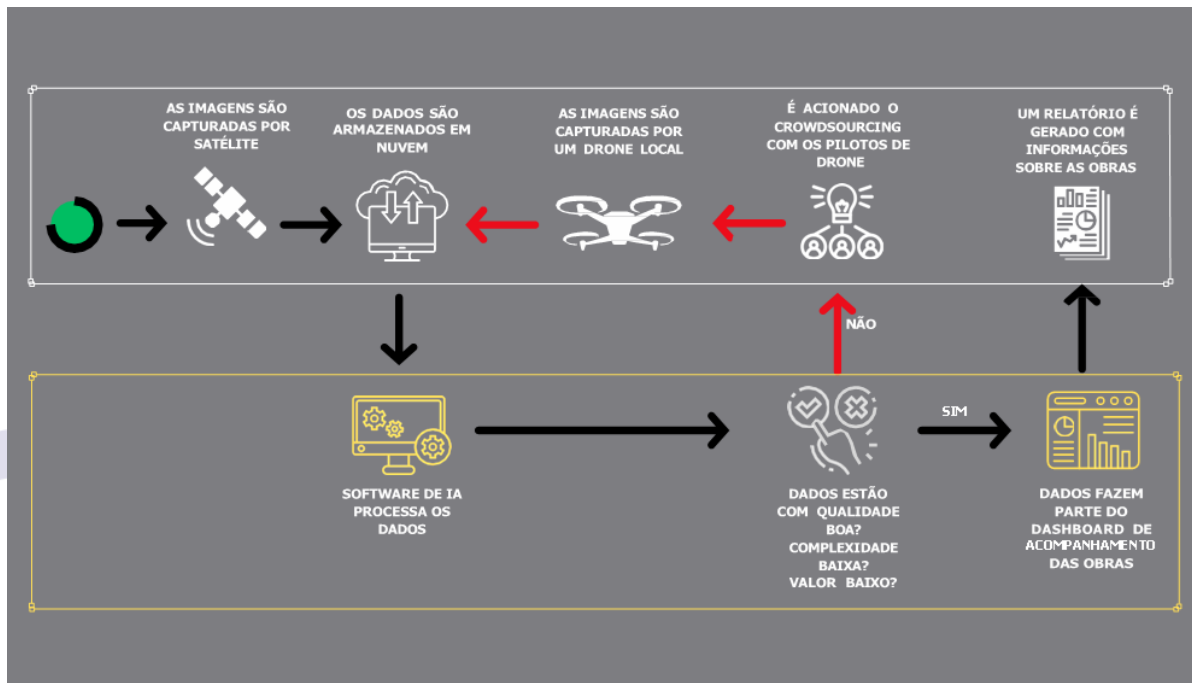 AS IMAGENS SÃO
CAPTURADAS POR
SATÉLITE
OS DADOS SÃO
ARMAZENADOS EM
NUVEM
AS IMAGENS SÃO
CAPTURADAS POR
UM DRONE LOCAL
É ACIONADO O
CROWDSOURCING
COM OS PILOTOS DE
DRONE
UM RELATÓRIO É
GERADO COM
INFORMAÇÕES
SOBRE AS OBRAS
NÃO
SIM
SOFTWARE DE IA
PROCESSA OS
DADOS
DADOS ESTÃO
COM QUALIDADE
BOA?
COMPLEXIDADE
BAIXA?
VALOR BAIXO?
DADOS FAZEM
PARTE DO
DASHBOARD DE
ACOMPANHAMENTO
DAS OBRAS